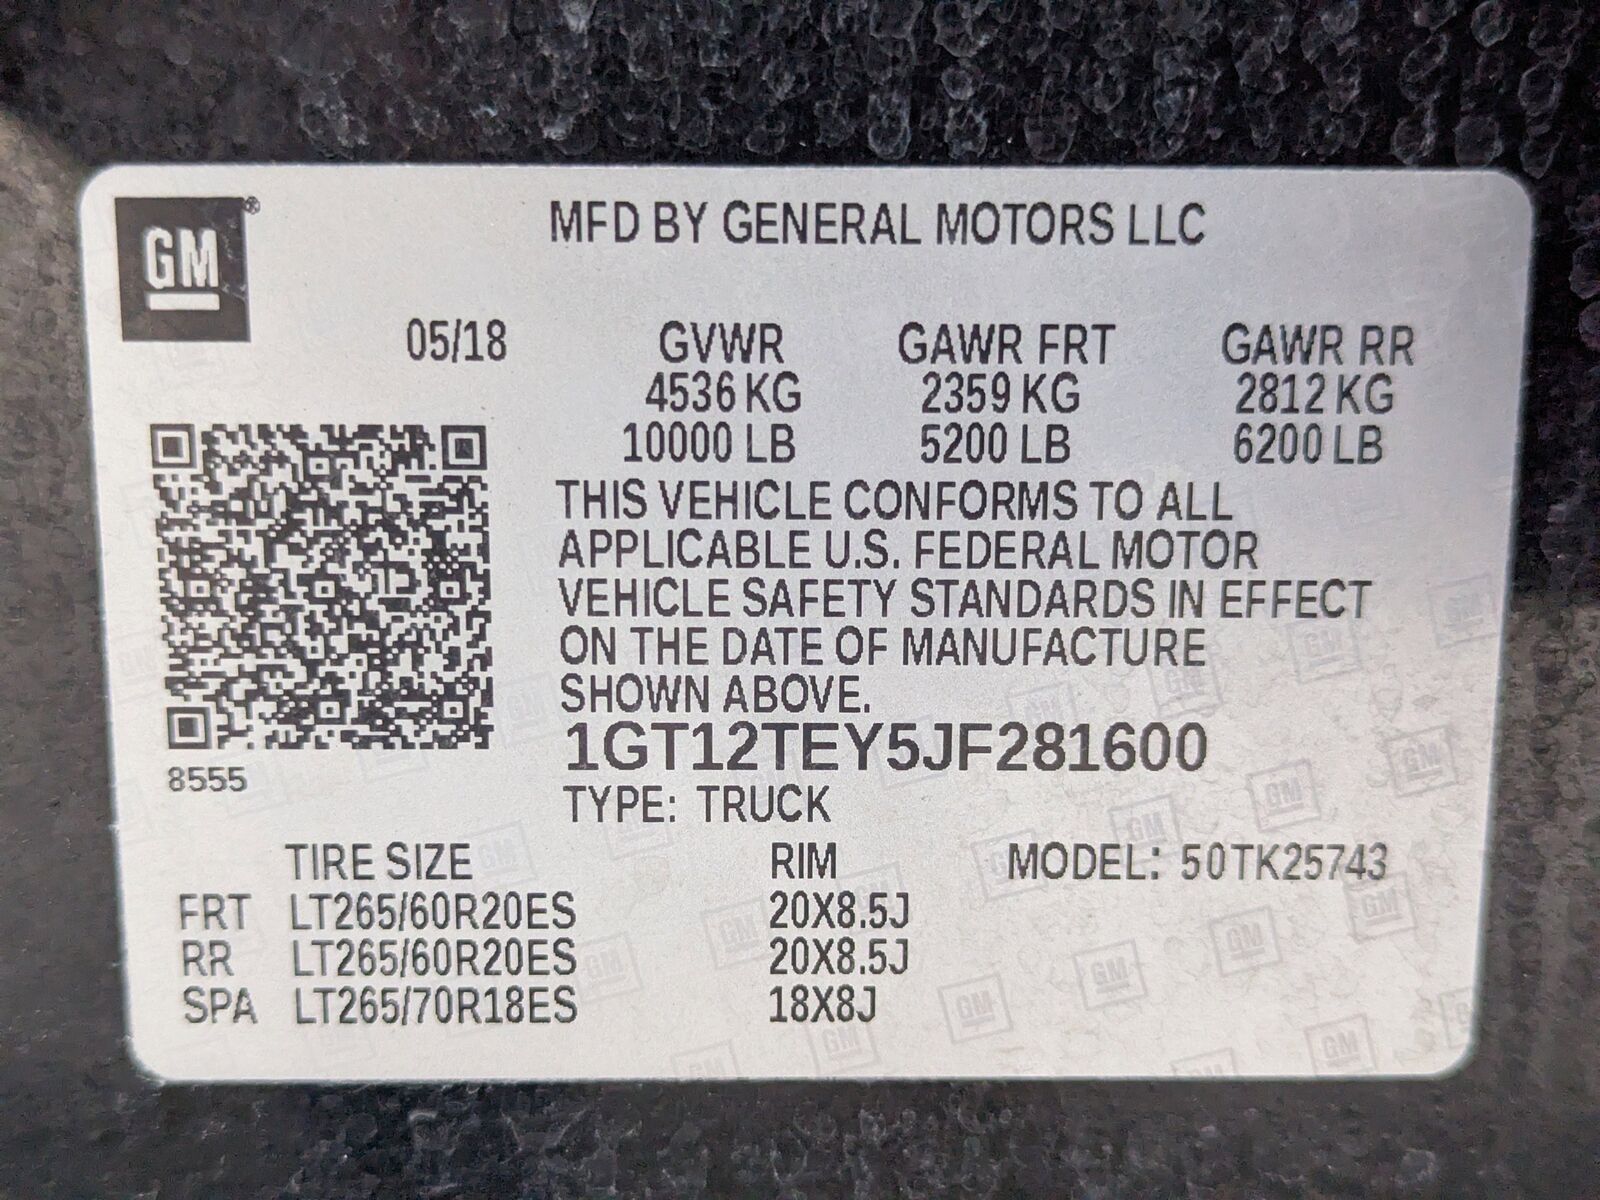 GM®
MFD BY GENERAL MOTORS LLC
05/18 GVWR GAWR FRT GAWR RR
4536 KG 2359 KG 2812 KG
10000 LB 5200 LB 6200 LB
THIS VEHICLE CONFORMS TO ALL
APPLICABLE U.S. FEDERAL MOTOR
VEHICLE SAFETY STANDARDS IN EFFECT
ON THE DATE OF MANUFACTURE
SHOWN ABOVE.
1GT12TEY5JF281600
8555
TYPE: TRUCK
TIRE SIZE RIM MODEL: 50TK25743
FRT LT265/60R20ES 20X8.5J
RR LT265/60R20ES 20X8.5J
SPA LT265/70R18ES 18X8J